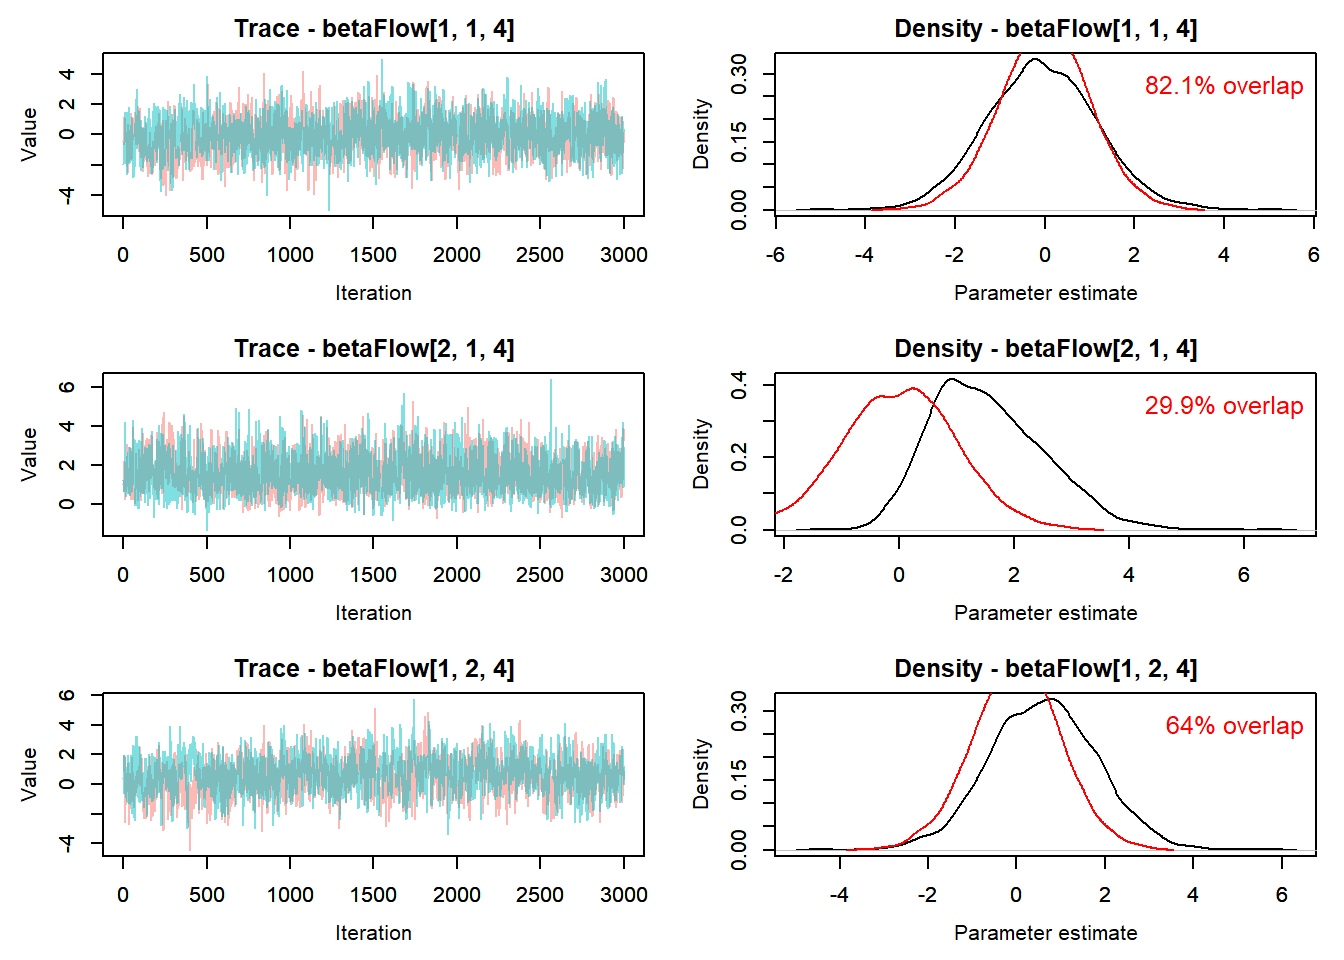 Trace - betaFlow[1, 1, 4]
Value
-4 0 2 4
0 500 1000 1500 2000 2500 3000
Iteration
Density - betaFlow[1, 1, 4]
82.1% overlap
Density
0.00 0.15 0.30
-6 -4 -2 0 2 4 6
Parameter estimate
Trace - betaFlow[2, 1, 4]
Value
0 2 4 6
0 500 1000 1500 2000 2500 3000
Iteration
Density - betaFlow[2, 1, 4]
29.9% overlap
Density
0.0 0.2 0.4
-2 0 2 4 6
Parameter estimate
Trace - betaFlow[1, 2, 4]
Value
-4 0 2 4 6
0 500 1000 1500 2000 2500 3000
Iteration
Density - betaFlow[1, 2, 4]
64% overlap
Density
0.00 0.15 0.30
-4 -2 0 2 4 6
Parameter estimate